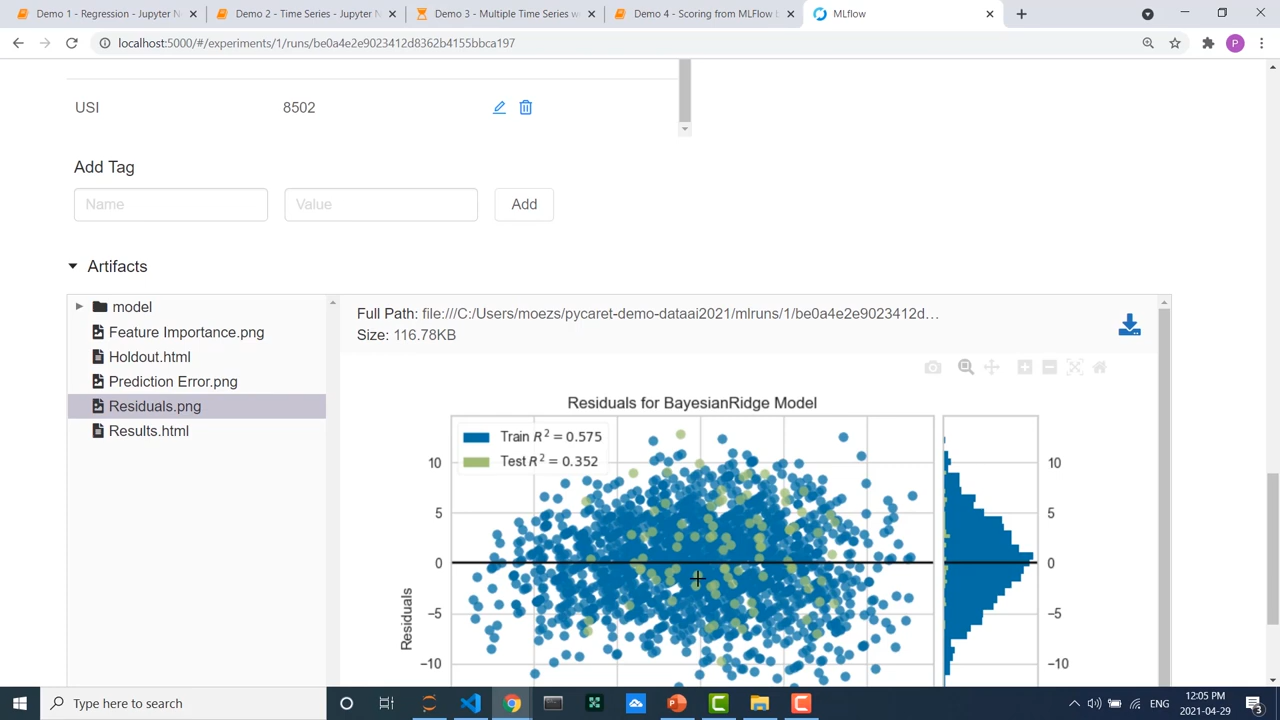 Demo 1 - Regression - Jupyter N
Demo 2 - Time Series - Jupyter N
Demo 3 - Multiple Time Series w
Demo 4 - Scoring from MLFlow L
MLflow
localhost:5000/#/experiments/1/runs/be0a4e2e9023412d8362b4155bbca197
P
USI 8502
Add Tag
Name Value Add
Artifacts
model
Feature Importance.png
Holdout.html
Prediction Error.png
Residuals.png
Results.html
Full Path: file:///C:/Users/moezs/pycaret-demo-dataai2021/mlruns/1/be0a4e2e9023412d…
Size: 116.78KB
Residuals for BayesianRidge Model
Train R² = 0.575
Test R² = 0.352
10 10
5 5
0 0
−5 −5
−10 −10
Residuals
Type here to search
ENG
12:05 PM
2021-04-29
3